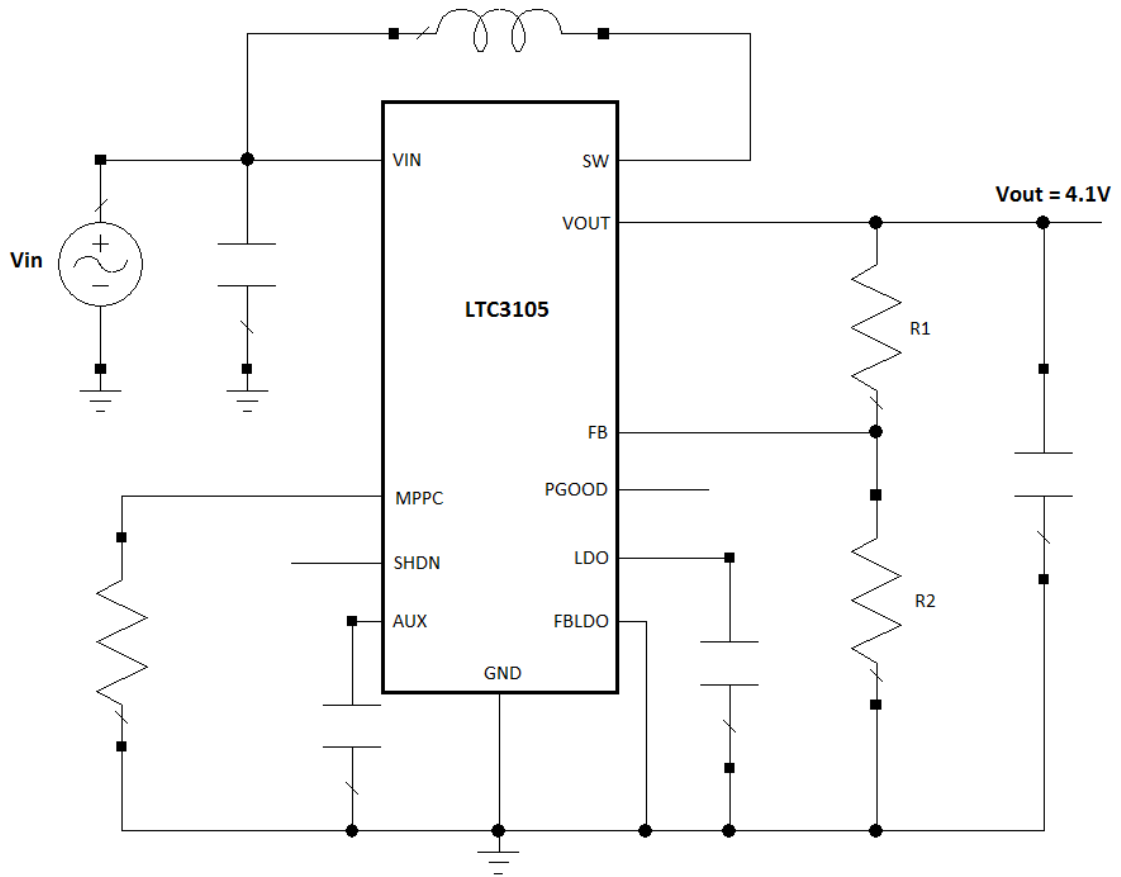 VIN
SW
Vout = 4.1V
VOUT
Vin
LTC3105
R1
FB
PGOOD
MPPC
LDO
SHDN
R2
AUX
FBLDO
GND